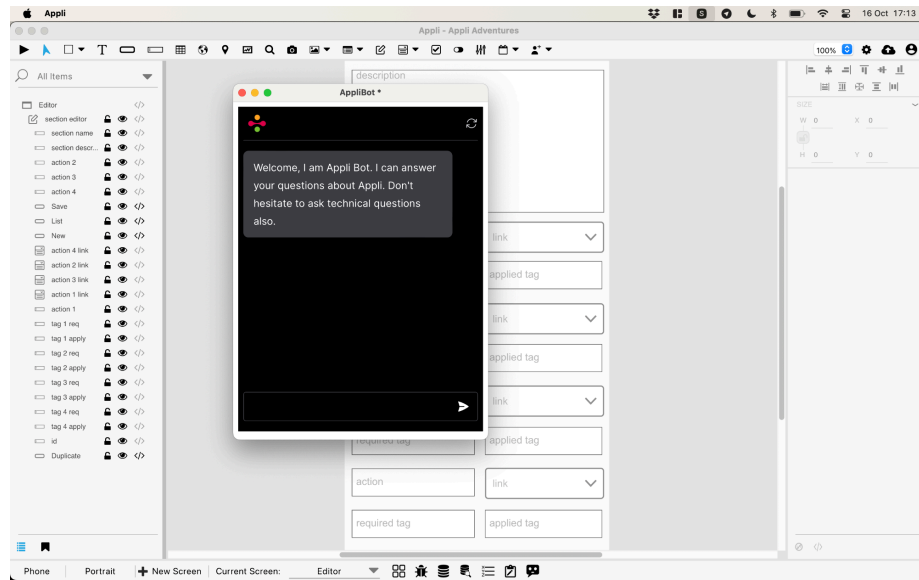 Appli
16 Oct 17:13
Appli - Appli Adventures
T
100%
All Items
Editor
section editor
section name
section descr...
action 2
action 3
action 4
Save
List
New
action 4 link
action 2 link
action 3 link
action 1 link
action 1
tag 1 req
tag 1 apply
tag 2 req
tag 2 apply
tag 3 req
tag 3 apply
tag 4 req
tag 4 apply
id
Duplicate
description
AppliBot *
Welcome, I am Appli Bot. I can answer
your questions about Appli. Don't
hesitate to ask technical questions
also.
link
applied tag
link
applied tag
link
required tag
applied tag
action
link
required tag
applied tag
SIZE
W 0 X 0
H 0 Y 0
Phone
Portrait
New Screen
Current Screen:
Editor